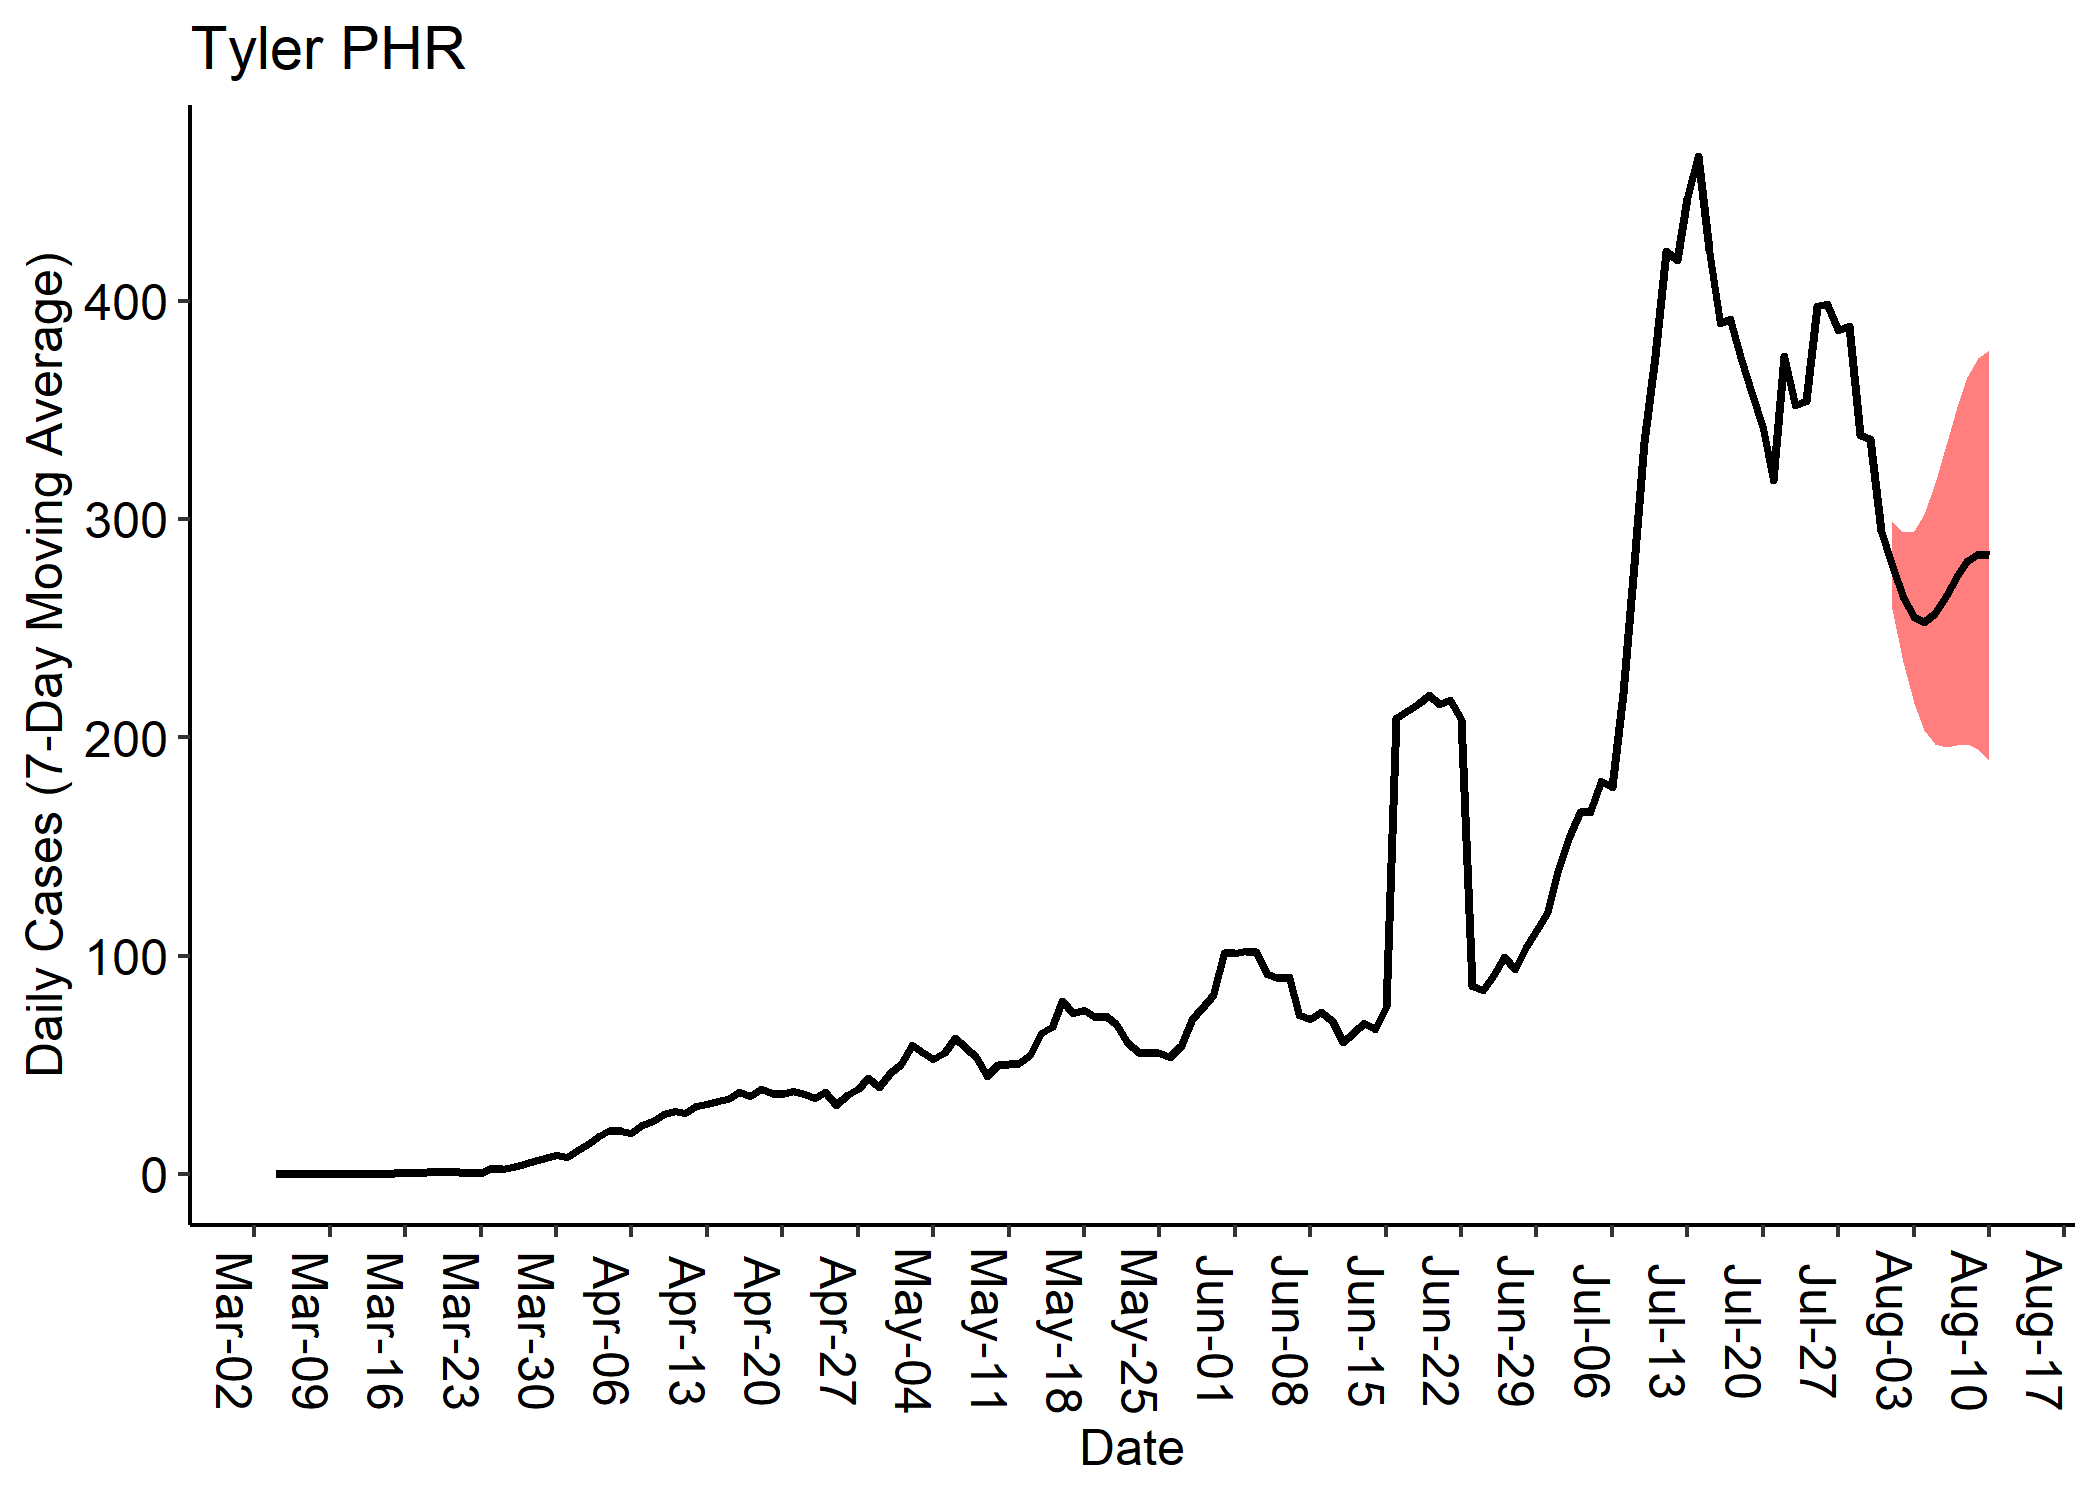 Tyler PHR
Daily Cases (7-Day Moving Average)
400
300
200
100
0
Mar-02
Mar-09
Mar-16
Mar-23
Mar-30
Apr-06
Apr-13
Apr-20
Apr-27
May-04
May-11
May-18
May-25
Jun-01
Jun-08
Jun-15
Jun-22
Jun-29
Jul-06
Jul-13
Jul-20
Jul-27
Aug-03
Aug-10
Aug-17
Date